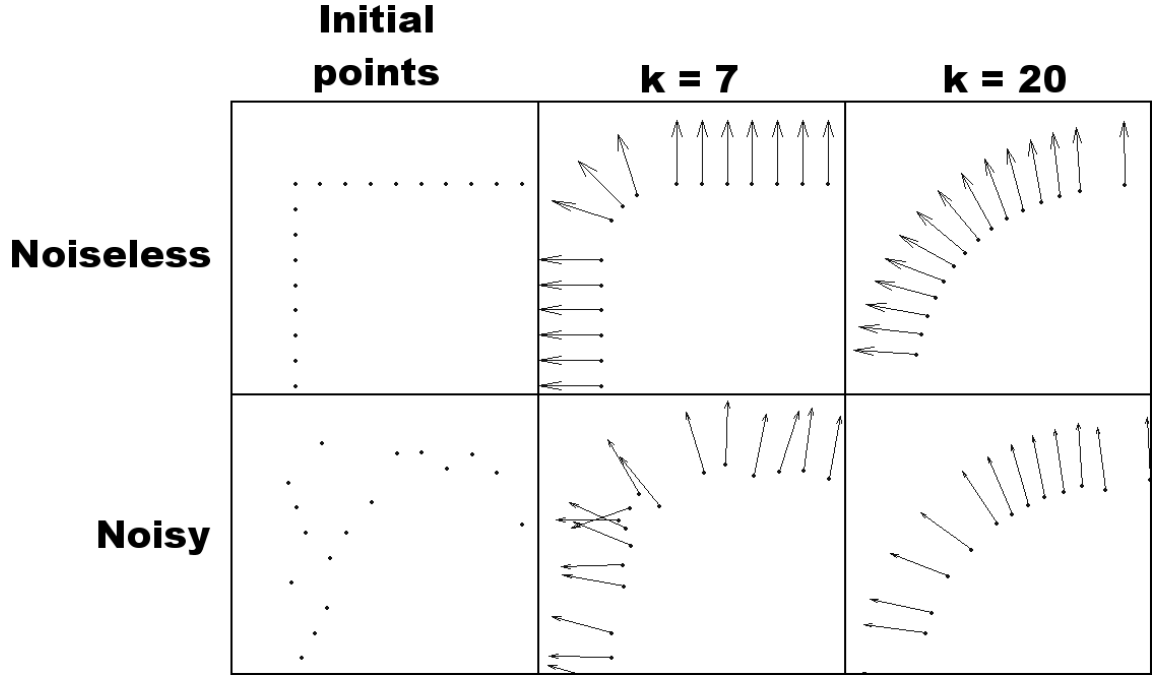 Initial
points
k = 7
k = 20
Noiseless
Noisy